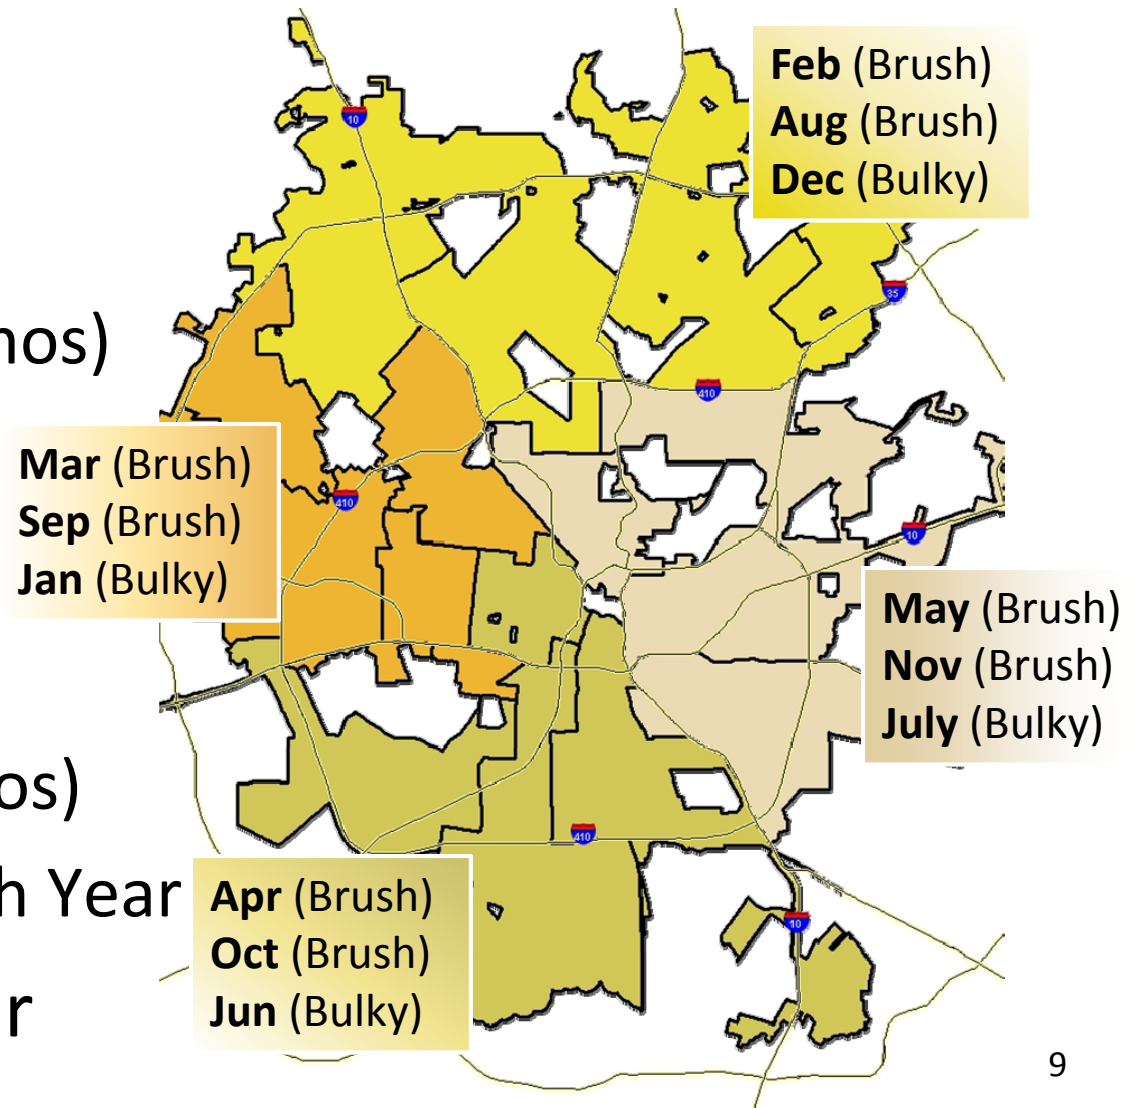 10
Feb (Brush)
Aug (Brush)
Dec (Bulky)
35
nos)
410
Mar (Brush)
Sep (Brush)
Jan (Bulky)
410
10
May (Brush)
Nov (Brush)
July (Bulky)
os)
410
h Year
Apr (Brush)
Oct (Brush)
Jun (Bulky)
10
r
9